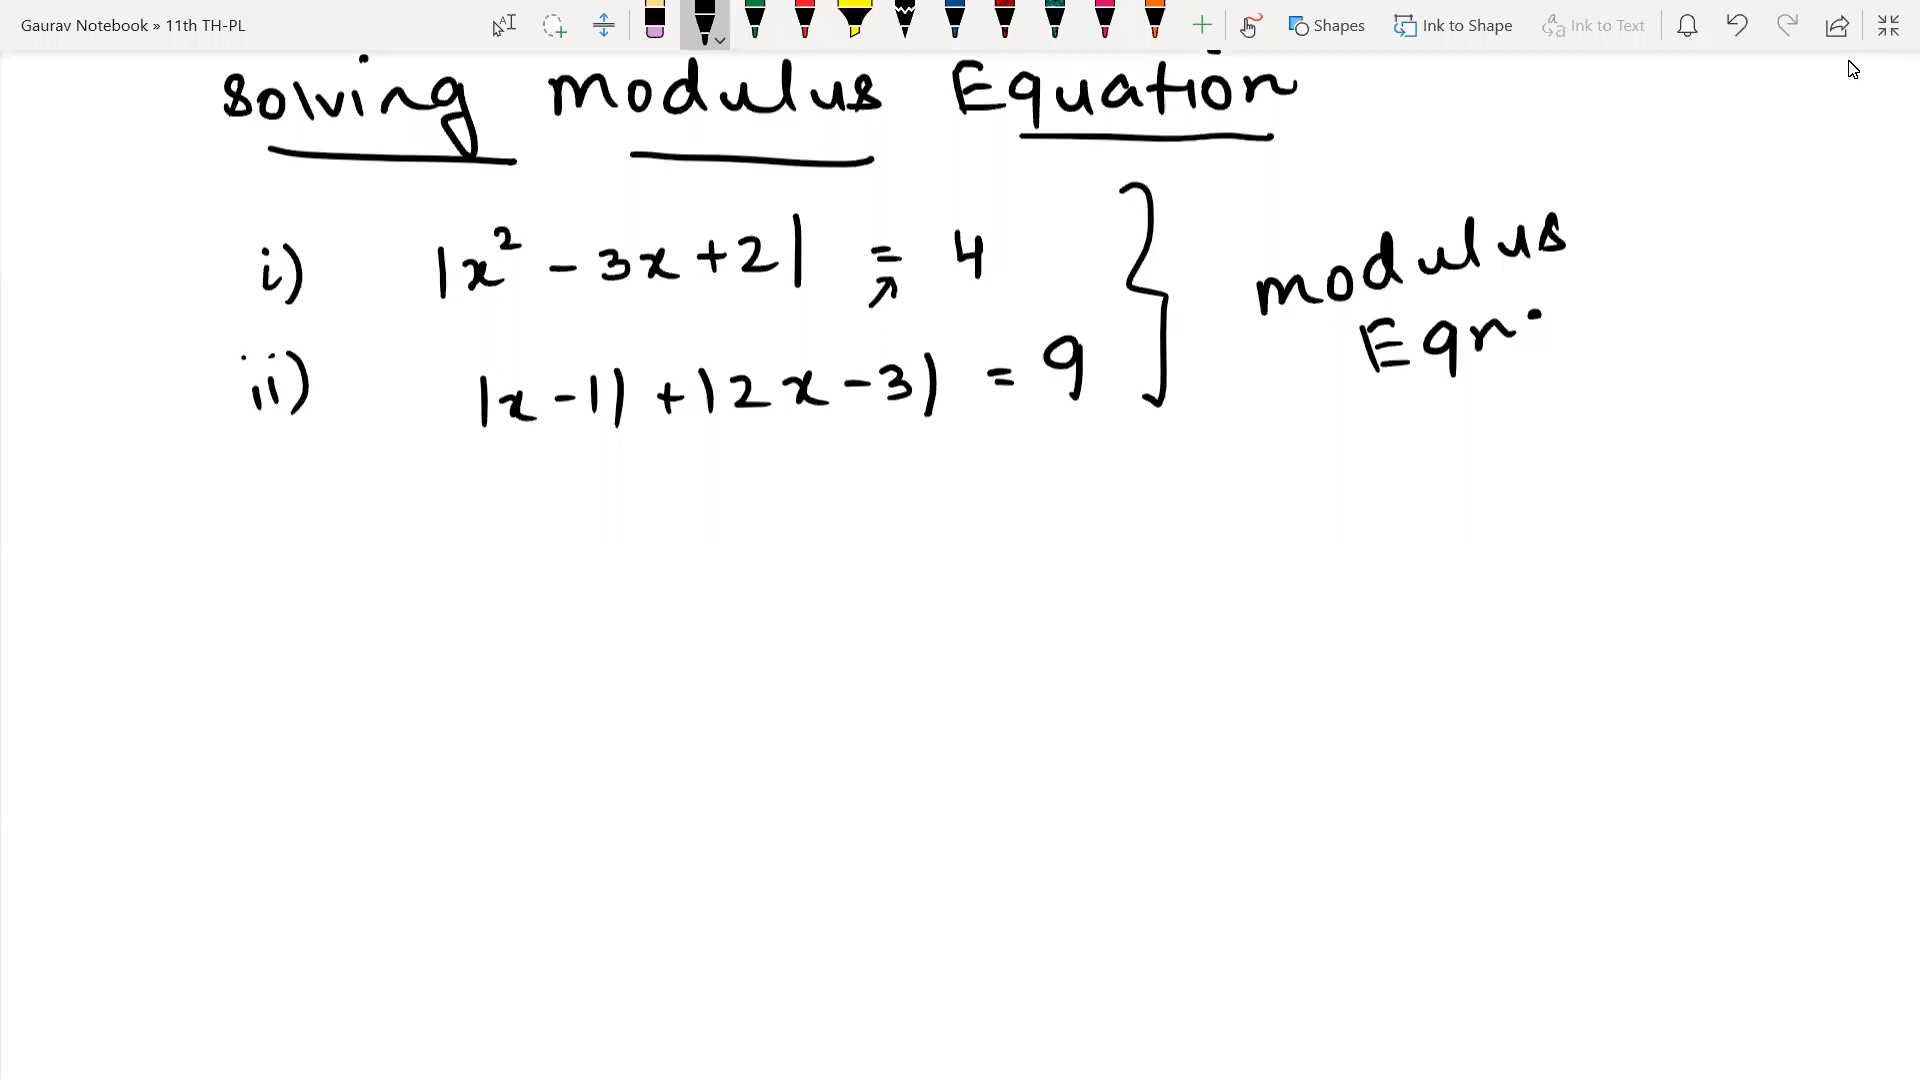 Gaurav Notebook » 11th TH-PL
Shapes
Ink to Shape
Ink to Text
solving modulus Equation
i) |x² - 3x + 2| = 4
ii) |x - 1| + |2x - 3| = 9
modulus
Eqn.